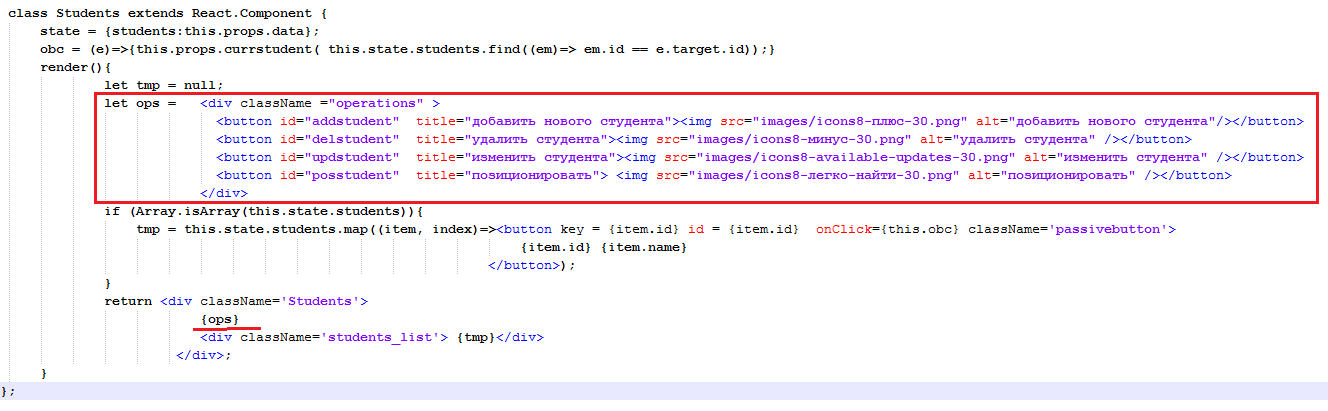 class Students extends React.Component {
state = {students:this.props.data};
obc = (e)=>{this.props.currstudent( this.state.students.find((em)=> em.id == e.target.id));}
render(){
let tmp = null;
let ops = <div className ="operations" >
<button id="addstudent" title="добавить нового студента"><img src="images/icons8-плюс-30.png" alt="добавить нового студента"/></button>
<button id="delstudent" title="удалить студента"><img src="images/icons8-минус-30.png" alt="удалить студента" /></button>
<button id="updstudent" title="изменить студента"><img src="images/icons8-available-updates-30.png" alt="изменить студента" /></button>
<button id="posstudent" title="позиционировать"> <img src="images/icons8-легко-найти-30.png" alt="позиционировать" /></button>
</div>
if (Array.isArray(this.state.students)){
tmp = this.state.students.map((item, index)=><button key = {item.id} id = {item.id} onClick={this.obc} className='passivebutton'>
{item.id} {item.name}
</button>);
}
return <div className='Students'>
{ops}
<div className='students_list'> {tmp}</div>
</div>;
}
};